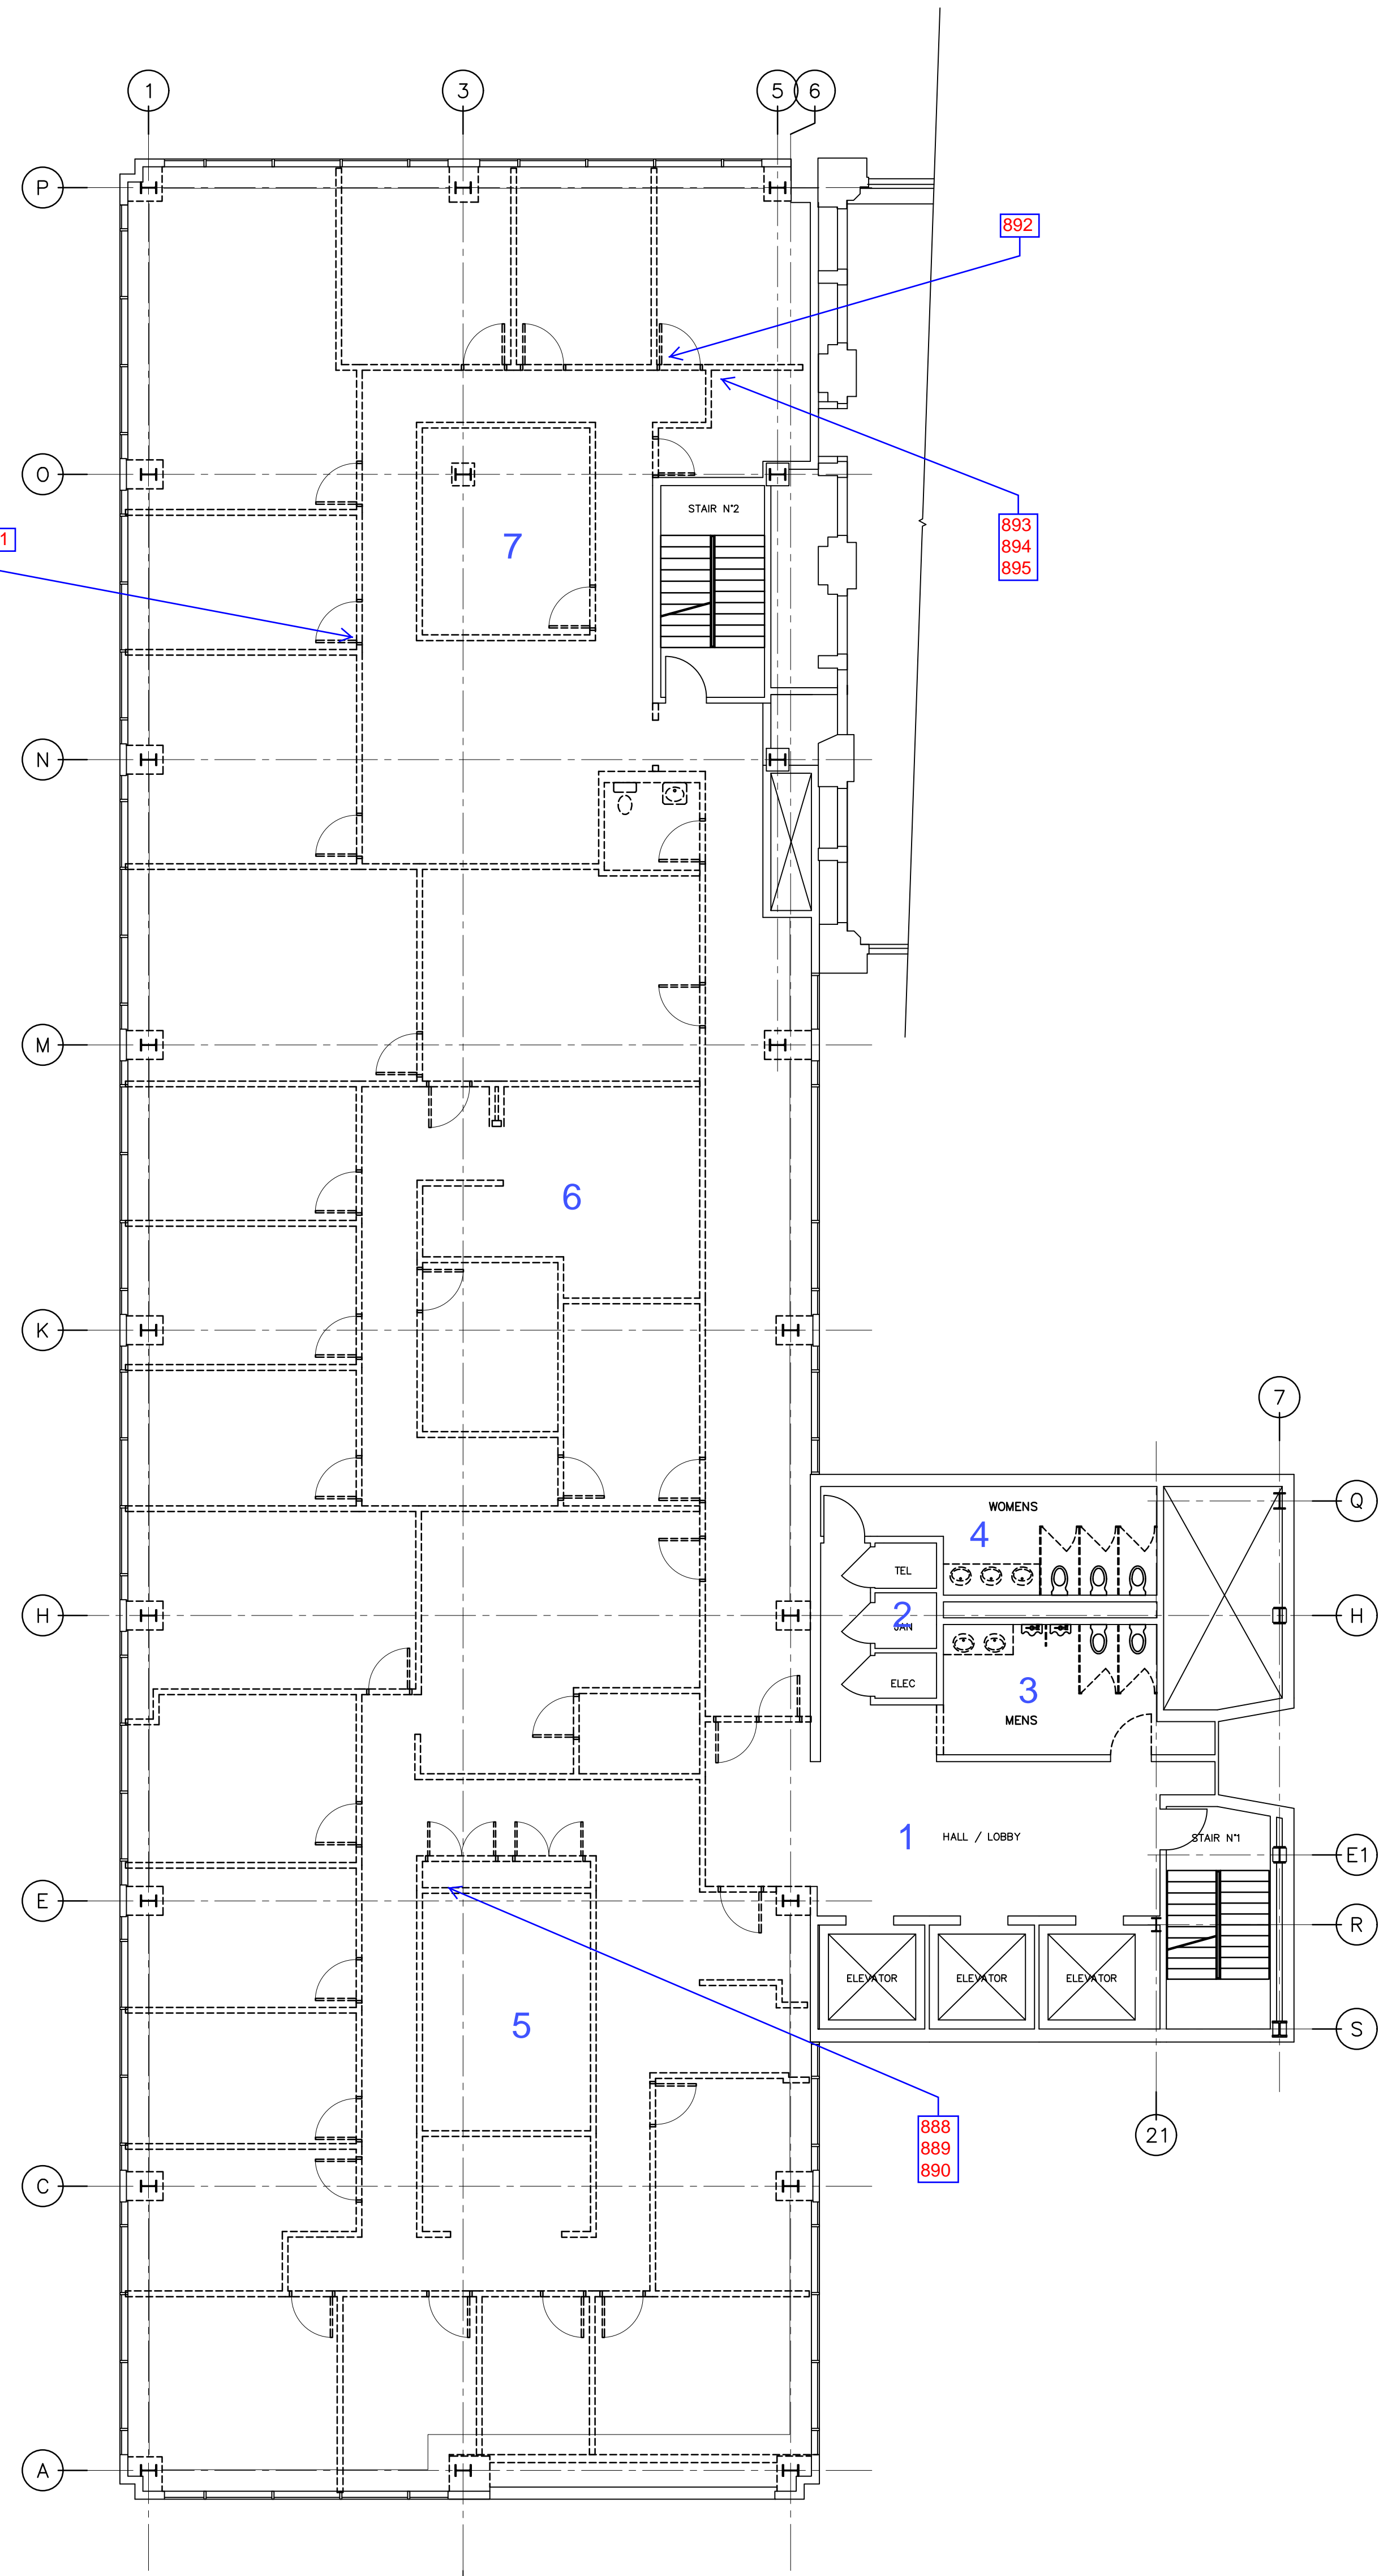 1
3
5
6
P
892
O
STAIR N°2
893
894
895
7
1
N
M
6
K
7
Q
WOMENS
4
TEL
H
2
JAN
H
ELEC
3
MENS
1
HALL / LOBBY
STAIR N°1
E1
E
R
ELEVATOR
ELEVATOR
ELEVATOR
5
S
888
889
890
21
C
A